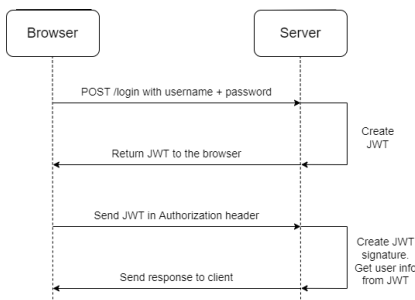 Browser
Server
POST /login with username + password
Create
JWT
Return JWT to the browser
Send JWT in Authorization header
Create JWT
signature.
Get user info
from JWT
Send response to client